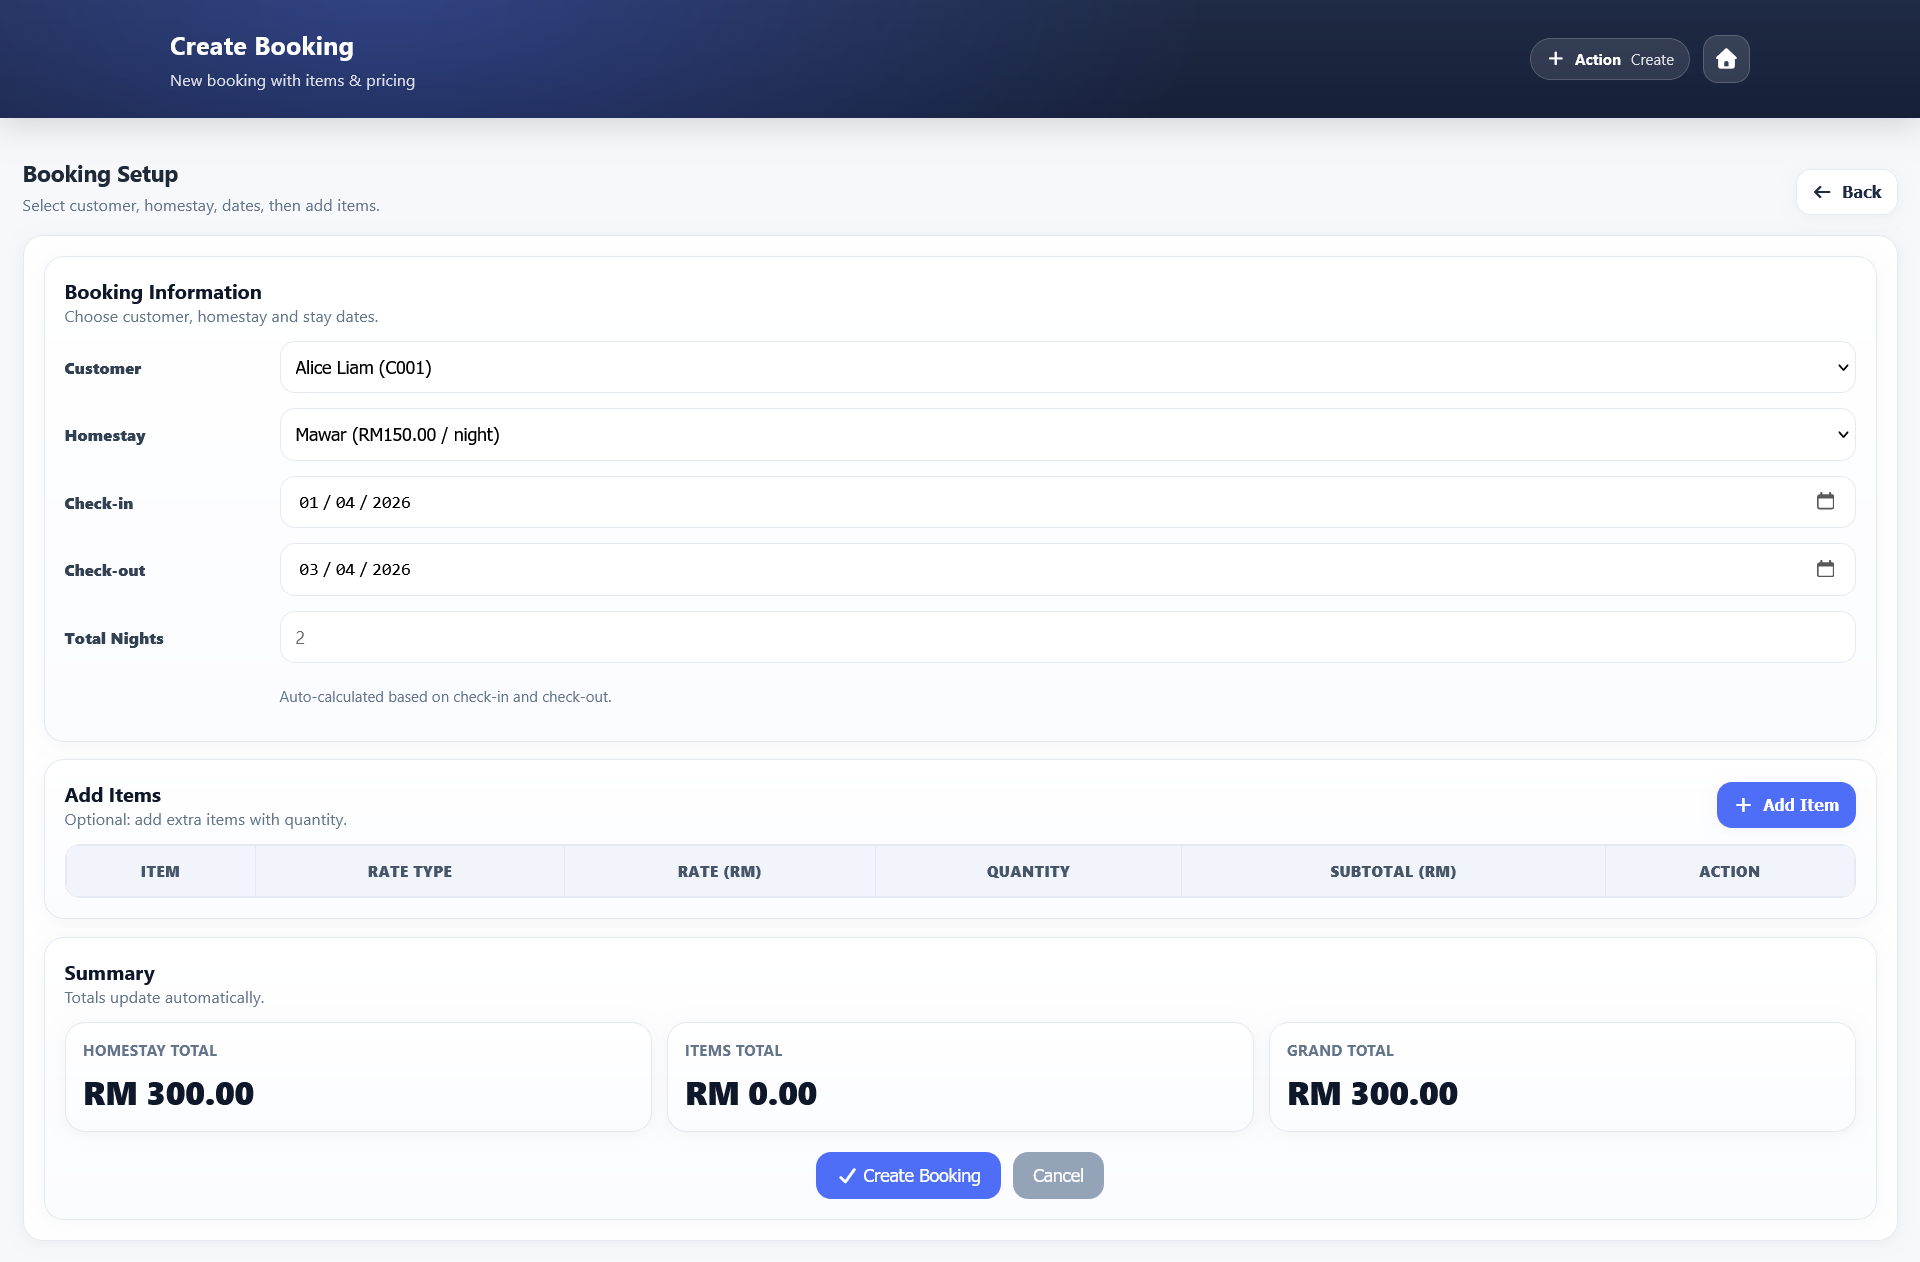 Create Booking
New booking with items & pricing
Action Create
Booking Setup
Select customer, homestay, dates, then add items.
Back
Booking Information
Choose customer, homestay and stay dates.
Customer
Alice Liam (C001)
Homestay
Mawar (RM150.00 / night)
Check-in
01 / 04 / 2026
Check-out
03 / 04 / 2026
Total Nights
2
Auto-calculated based on check-in and check-out.
Add Items
Optional: add extra items with quantity.
Add Item
ITEM RATE TYPE RATE (RM) QUANTITY SUBTOTAL (RM) ACTION
Summary
Totals update automatically.
HOMESTAY TOTAL
RM 300.00
ITEMS TOTAL
RM 0.00
GRAND TOTAL
RM 300.00
Create Booking
Cancel